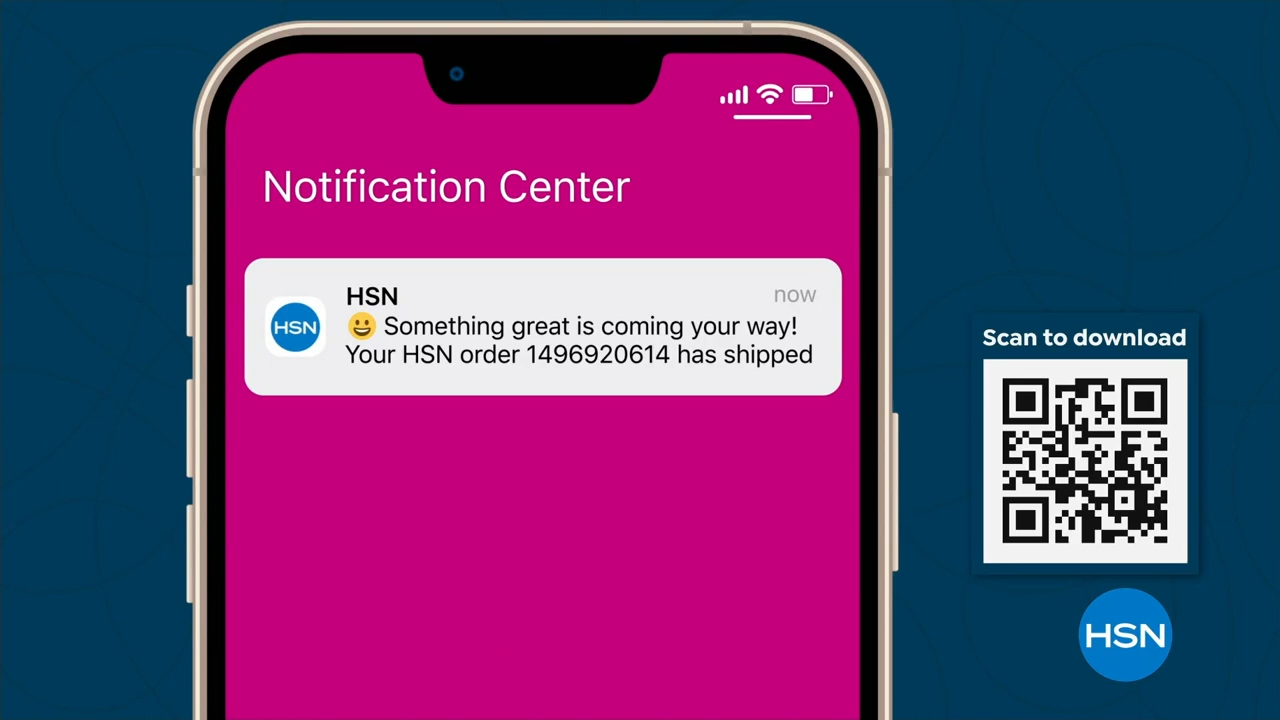 Notification Center
HSN
now
HSN
😀 Something great is coming your way!
Your HSN order 1496920614 has shipped
Scan to download
HSN